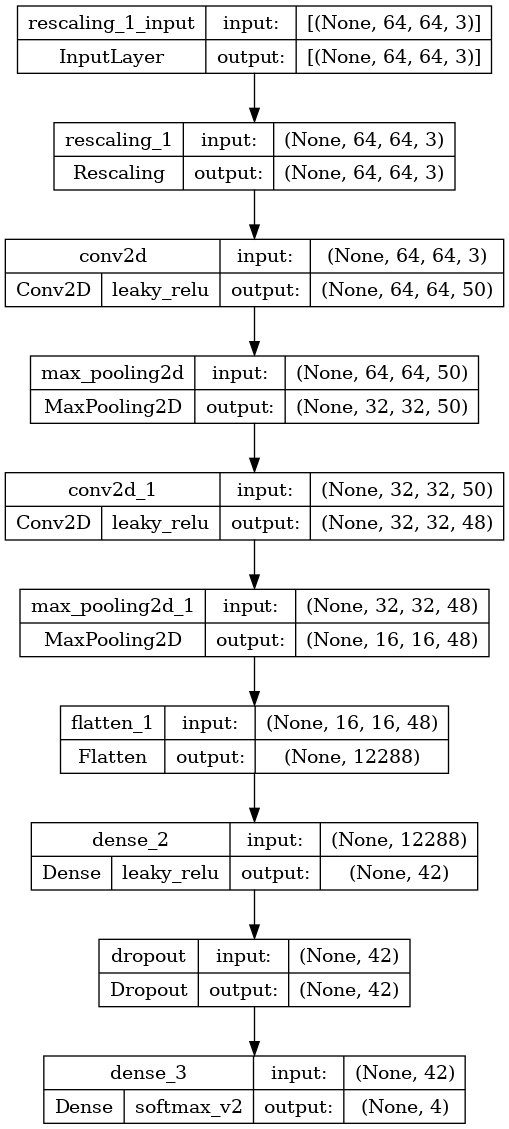 rescaling_1_input input: [(None, 64, 64, 3)]
InputLayer output: [(None, 64, 64, 3)]
rescaling_1 input: (None, 64, 64, 3)
Rescaling output: (None, 64, 64, 3)
conv2d input: (None, 64, 64, 3)
Conv2D leaky_relu output: (None, 64, 64, 50)
max_pooling2d input: (None, 64, 64, 50)
MaxPooling2D output: (None, 32, 32, 50)
conv2d_1 input: (None, 32, 32, 50)
Conv2D leaky_relu output: (None, 32, 32, 48)
max_pooling2d_1 input: (None, 32, 32, 48)
MaxPooling2D output: (None, 16, 16, 48)
flatten_1 input: (None, 16, 16, 48)
Flatten output: (None, 12288)
dense_2 input: (None, 12288)
Dense leaky_relu output: (None, 42)
dropout input: (None, 42)
Dropout output: (None, 42)
dense_3 input: (None, 42)
Dense softmax_v2 output: (None, 4)